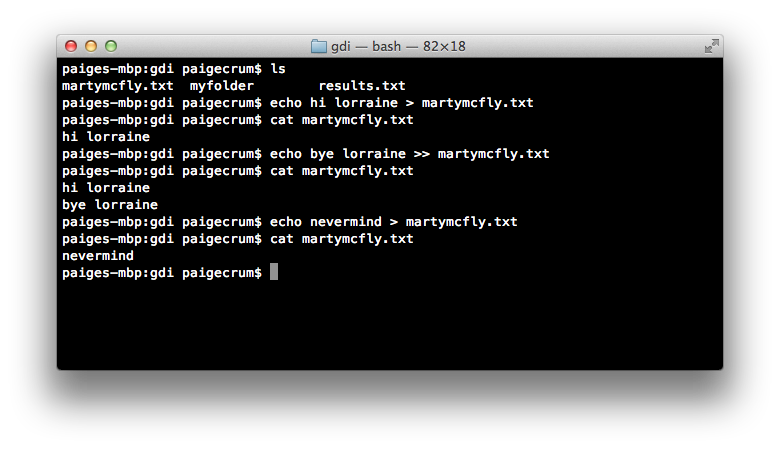 gdi — bash — 82×18
paiges-mbp:gdi paigecrum$ ls
martymcfly.txt  myfolder        results.txt
paiges-mbp:gdi paigecrum$ echo hi lorraine > martymcfly.txt
paiges-mbp:gdi paigecrum$ cat martymcfly.txt
hi lorraine
paiges-mbp:gdi paigecrum$ echo bye lorraine >> martymcfly.txt
paiges-mbp:gdi paigecrum$ cat martymcfly.txt
hi lorraine
bye lorraine
paiges-mbp:gdi paigecrum$ echo nevermind > martymcfly.txt
paiges-mbp:gdi paigecrum$ cat martymcfly.txt
nevermind
paiges-mbp:gdi paigecrum$